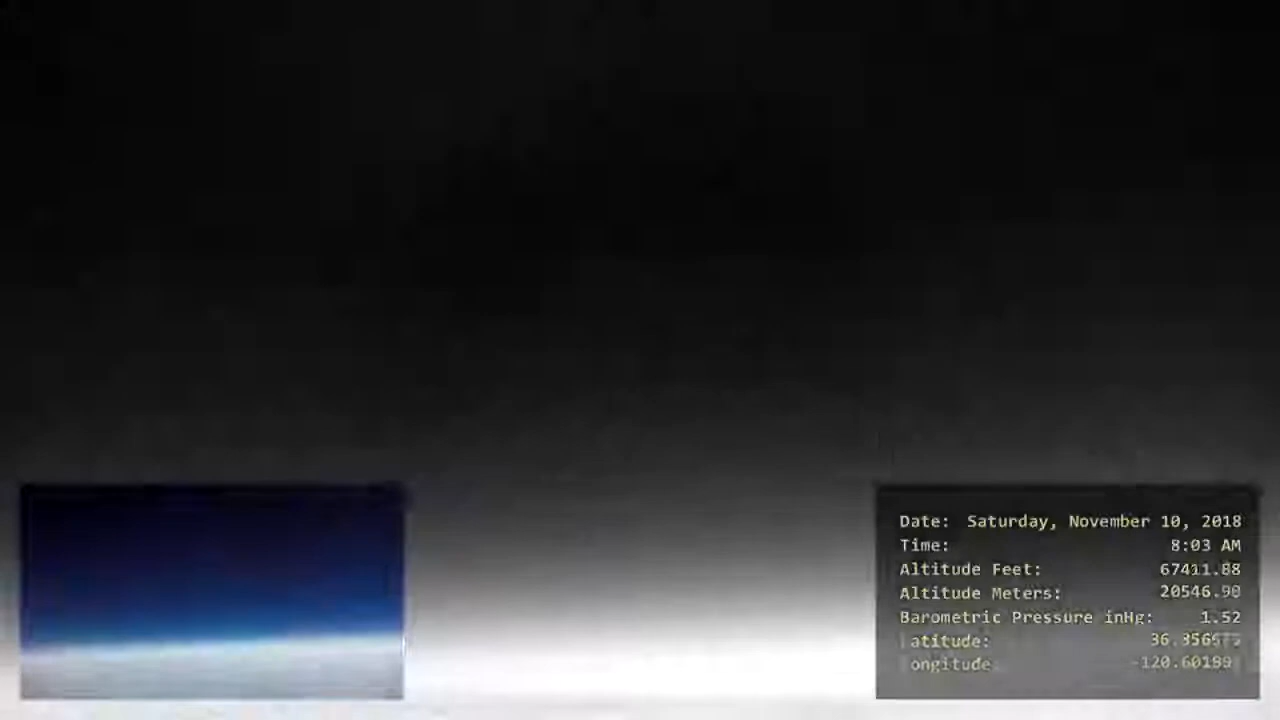 Date: Saturday, November 10, 2018
Time: 8:03 AM
Altitude Feet: 67411.88
Altitude Meters: 20546.90
Barometric Pressure inHg: 1.52
atitude:
ongitude -120.60189